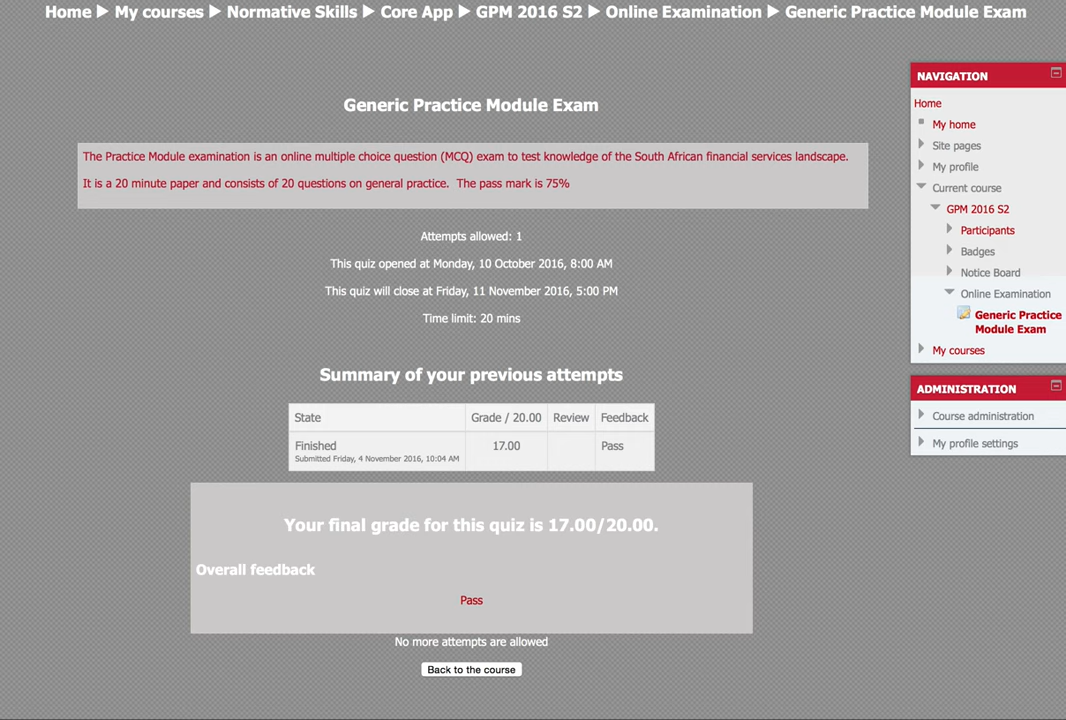 Home ► My courses ► Normative Skills ► Core App ► GPM 2016 S2 ► Online Examination ► Generic Practice Module Exam
Generic Practice Module Exam
The Practice Module examination is an online multiple choice question (MCQ) exam to test knowledge of the South African financial services landscape.
It is a 20 minute paper and consists of 20 questions on general practice.  The pass mark is 75%
Attempts allowed: 1
This quiz opened at Monday, 10 October 2016, 8:00 AM
This quiz will close at Friday, 11 November 2016, 5:00 PM
Time limit: 20 mins
Summary of your previous attempts
State Grade / 20.00 Review Feedback
Finished 17.00 Pass
Submitted Friday, 4 November 2016, 10:04 AM
Your final grade for this quiz is 17.00/20.00.
Overall feedback
Pass
No more attempts are allowed
Back to the course
NAVIGATION
Home
My home
Site pages
My profile
Current course
GPM 2016 S2
Participants
Badges
Notice Board
Online Examination
Generic Practice
Module Exam
My courses
ADMINISTRATION
Course administration
My profile settings